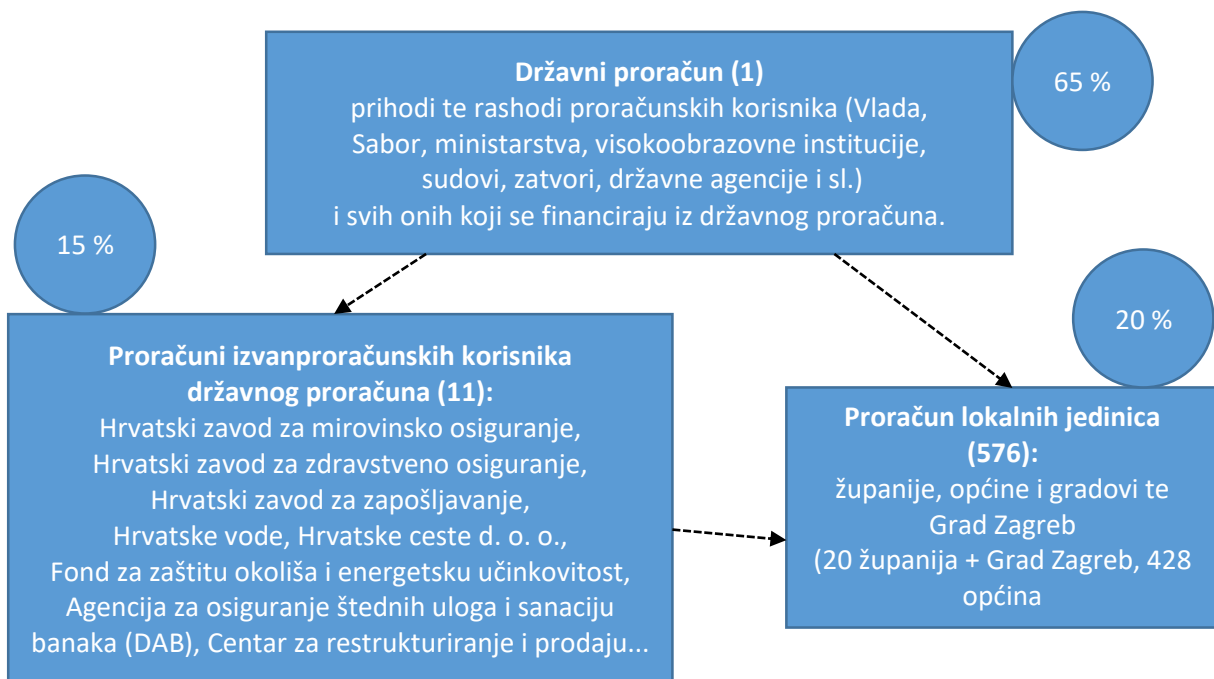 Državni proračun (1)
prihodi te rashodi proračunskih korisnika (Vlada,
Sabor, ministarstva, visokoobrazovne institucije,
sudovi, zatvori, državne agencije i sl.)
i svih onih koji se financiraju iz državnog proračuna.
65 %
15 %
Proračuni izvanproračunskih korisnika
državnog proračuna (11):
Hrvatski zavod za mirovinsko osiguranje,
Hrvatski zavod za zdravstveno osiguranje,
Hrvatski zavod za zapošljavanje,
Hrvatske vode, Hrvatske ceste d. o. o.,
Fond za zaštitu okoliša i energetsku učinkovitost,
Agencija za osiguranje štednih uloga i sanaciju
banaka (DAB), Centar za restrukturiranje i prodaju...
20 %
Proračun lokalnih jedinica
(576):
županije, općine i gradovi te
Grad Zagreb
(20 županija + Grad Zagreb, 428
općina